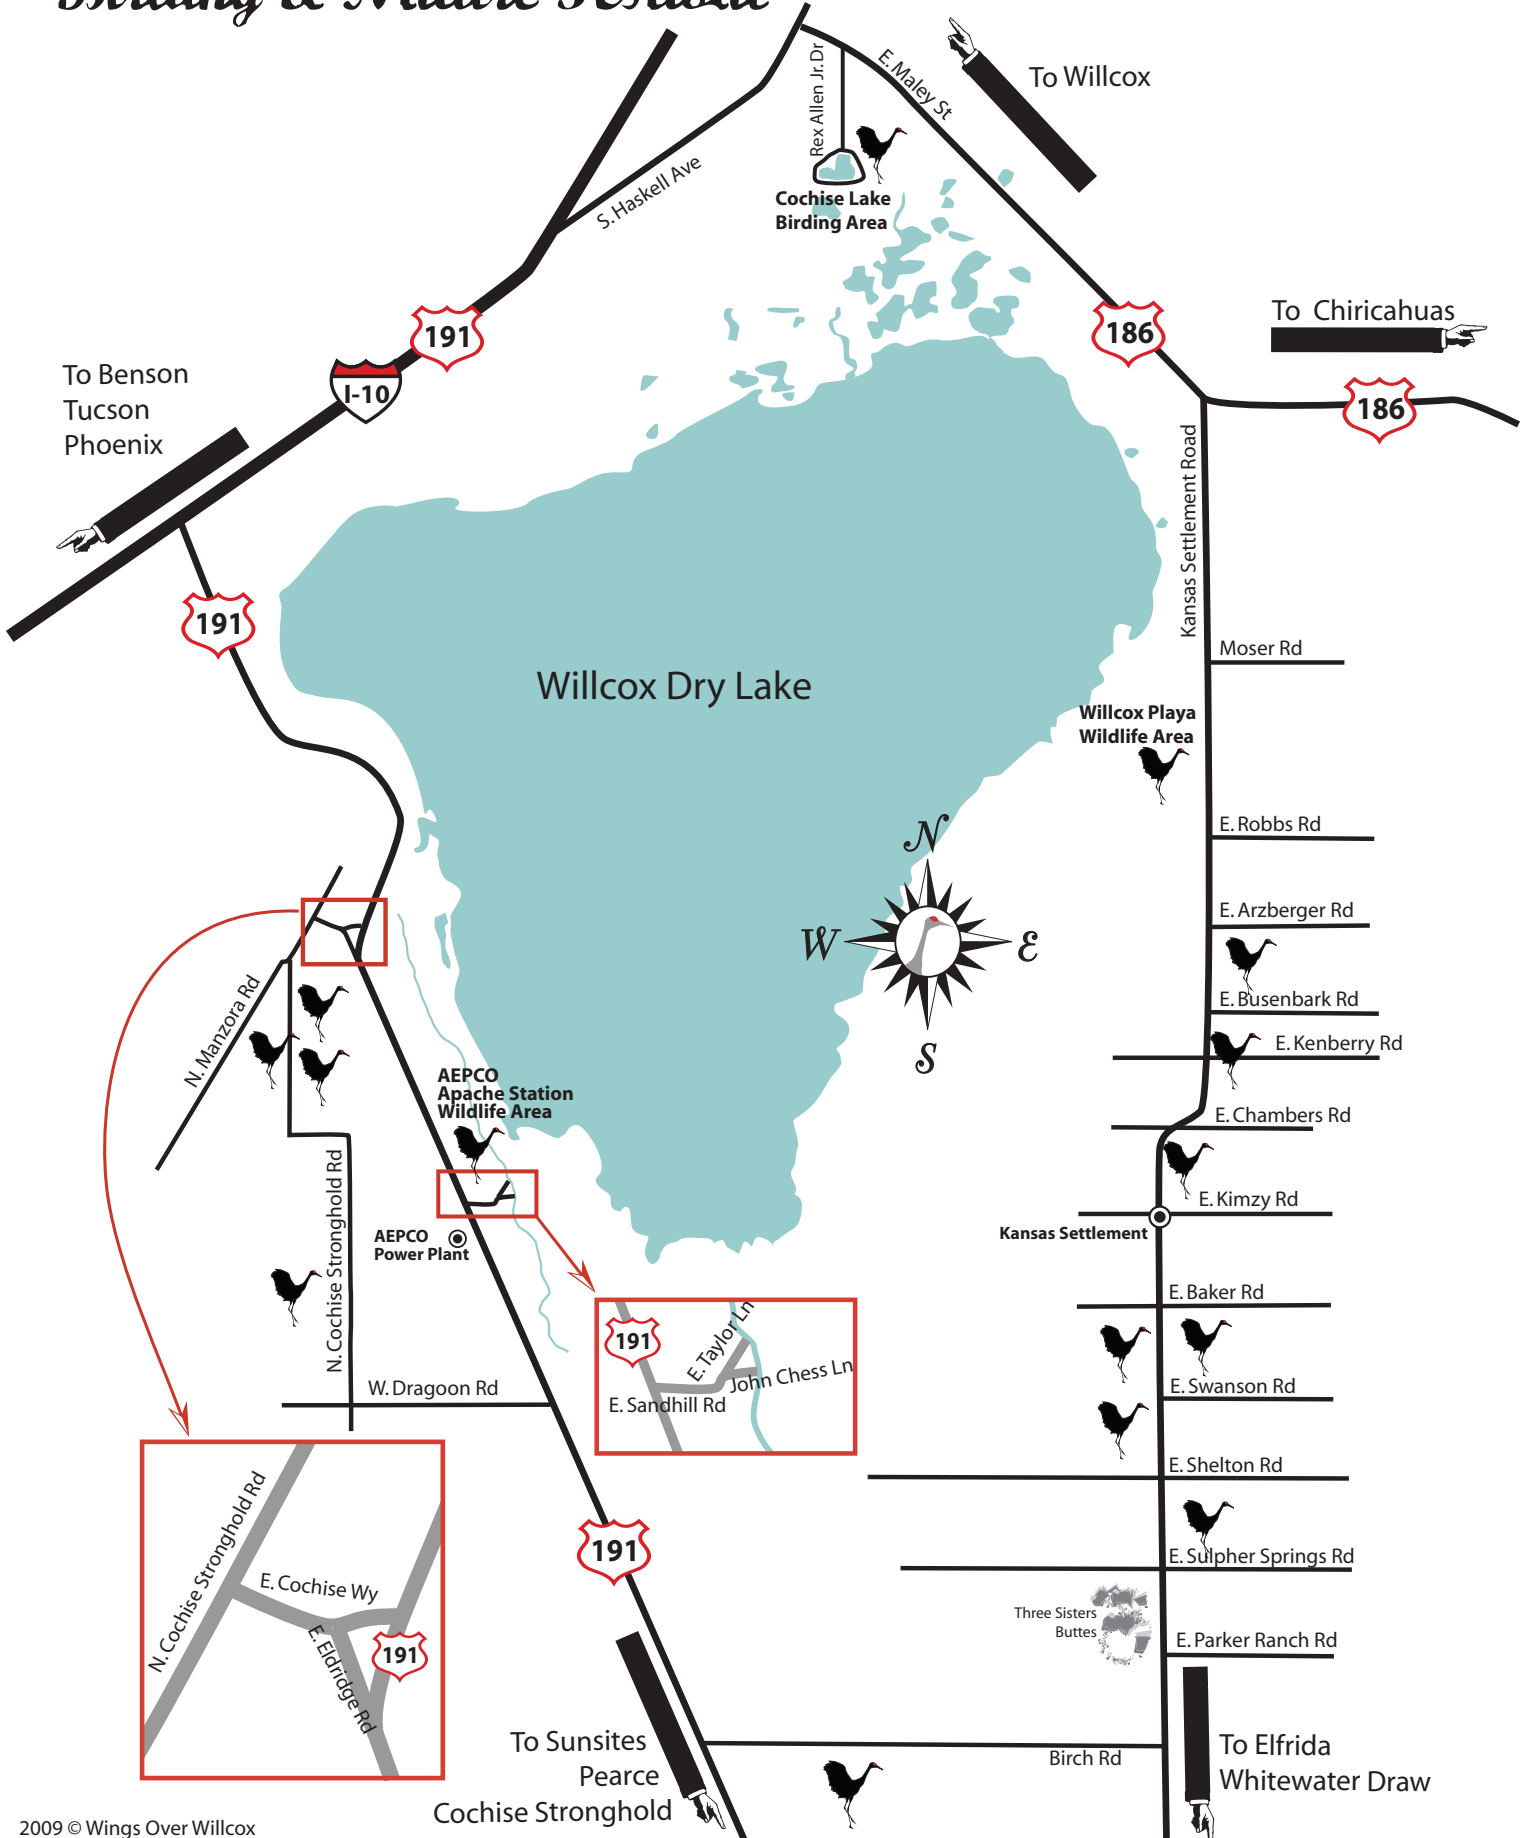 Birding & Nature Festival
To Willcox
E. Maley St
Rex Allen Jr. Dr
S. Haskell Ave
Cochise Lake
Birding Area
191
186
To Chiricahuas
186
I-10
To Benson
Tucson
Phoenix
191
Kansas Settlement Road
Moser Rd
Willcox Dry Lake
Willcox Playa
Wildlife Area
E. Robbs Rd
N
W
E
S
E. Arzberger Rd
E. Busenbark Rd
E. Kenberry Rd
N. Manzora Rd
AEPCO
Apache Station
Wildlife Area
E. Chambers Rd
E. Kimzy Rd
Kansas Settlement
AEPCO
Power Plant
N. Cochise Stronghold Rd
E. Baker Rd
191
E. Taylor Ln
John Chess Ln
E. Sandhill Rd
W. Dragoon Rd
E. Swanson Rd
E. Shelton Rd
N. Cochise Stronghold Rd
E. Cochise Wy
E. Eldridge Rd
191
191
E. Sulpher Springs Rd
Three Sisters
Buttes
E. Parker Ranch Rd
To Sunsites
Pearce
Cochise Stronghold
Birch Rd
To Elfrida
Whitewater Draw
2009 © Wings Over Willcox